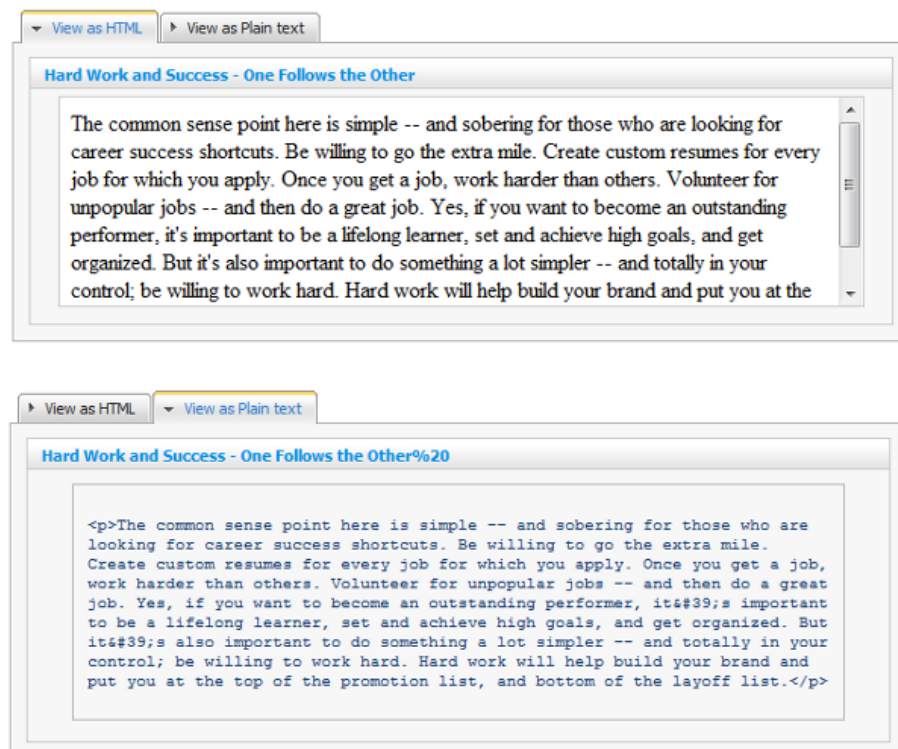 View as HTML View as Plain text
Hard Work and Success - One Follows the Other
The common sense point here is simple -- and sobering for those who are looking for
career success shortcuts. Be willing to go the extra mile. Create custom resumes for every
job for which you apply. Once you get a job, work harder than others. Volunteer for
unpopular jobs -- and then do a great job. Yes, if you want to become an outstanding
performer, it's important to be a lifelong learner, set and achieve high goals, and get
organized. But it's also important to do something a lot simpler -- and totally in your
control; be willing to work hard. Hard work will help build your brand and put you at the
View as HTML View as Plain text
Hard Work and Success - One Follows the Other%20
<p>The common sense point here is simple -- and sobering for those who are
looking for career success shortcuts. Be willing to go the extra mile.
Create custom resumes for every job for which you apply. Once you get a job,
work harder than others. Volunteer for unpopular jobs -- and then do a great
job. Yes, if you want to become an outstanding performer, it&#39;s important
to be a lifelong learner, set and achieve high goals, and get organized. But
it&#39;s also important to do something a lot simpler -- and totally in your
control; be willing to work hard. Hard work will help build your brand and
put you at the top of the promotion list, and bottom of the layoff list.</p>